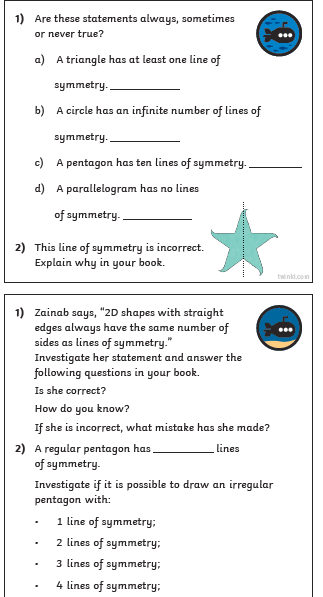 1) Are these statements always, sometimes
or never true?
a) A triangle has at least one line of
symmetry. ____________
b) A circle has an infinite number of lines of
symmetry. ____________
c) A pentagon has ten lines of symmetry. _________
d) A parallelogram has no lines
of symmetry. ____________
2) This line of symmetry is incorrect.
Explain why in your book.
twinkl.com
1) Zainab says, “2D shapes with straight
edges always have the same number of
sides as lines of symmetry.”
Investigate her statement and answer the
following questions in your book.
Is she correct?
How do you know?
If she is incorrect, what mistake has she made?
2) A regular pentagon has __________ lines
of symmetry.
Investigate if it is possible to draw an irregular
pentagon with:
• 1 line of symmetry;
• 2 lines of symmetry;
• 3 lines of symmetry;
• 4 lines of symmetry;